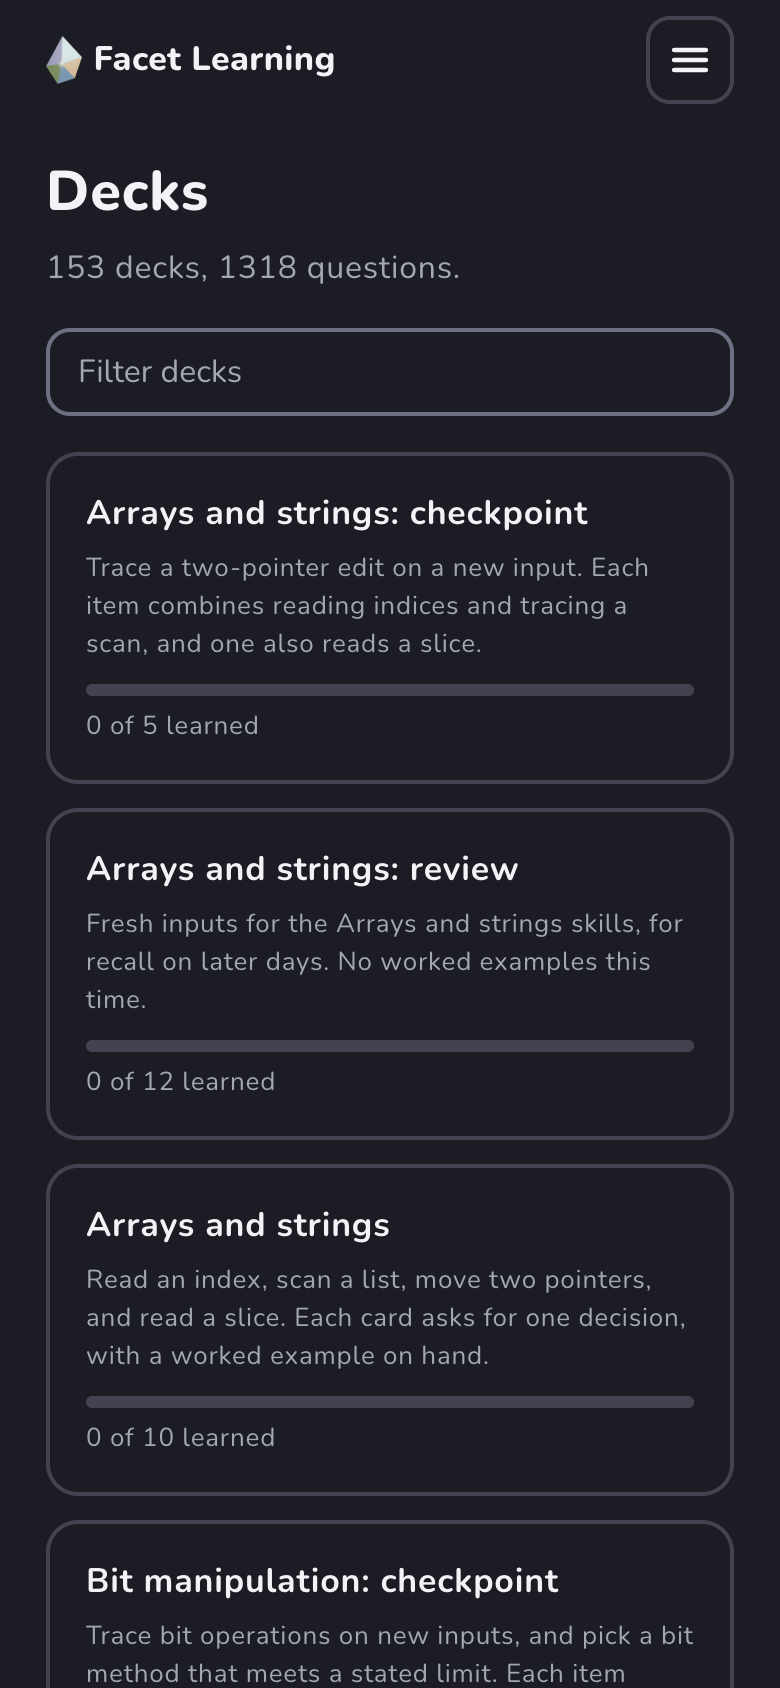 Facet Learning
Decks
153 decks, 1318 questions.
Filter decks
Arrays and strings: checkpoint
Trace a two-pointer edit on a new input. Each
item combines reading indices and tracing a
scan, and one also reads a slice.
0 of 5 learned
Arrays and strings: review
Fresh inputs for the Arrays and strings skills, for
recall on later days. No worked examples this
time.
0 of 12 learned
Arrays and strings
Read an index, scan a list, move two pointers,
and read a slice. Each card asks for one decision,
with a worked example on hand.
0 of 10 learned
Bit manipulation: checkpoint
Trace bit operations on new inputs, and pick a bit
method that meets a stated limit. Each item